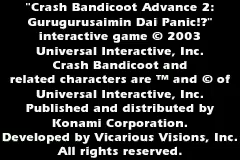 "Crash Bandicoot Advance 2:
Gurugurusaimin Dai Panic!?"
interactive game © 2003
Universal Interactive, Inc.
Crash Bandicoot and
related characters are ™ and © of
Universal Interactive, Inc.
Published and distributed by
Konami Corporation.
Developed by Vicarious Visions, Inc.
All rights reserved.